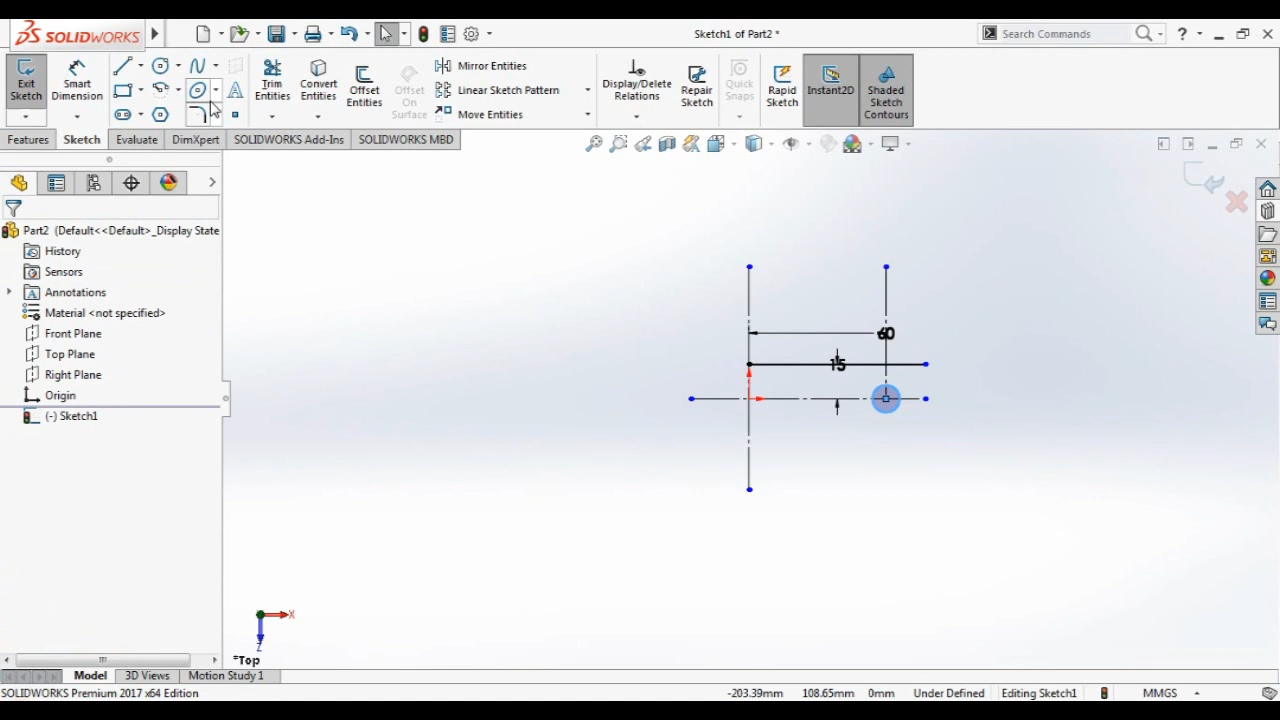 SOLIDWORKS
Sketch1 of Part2 *
Search Commands
?
Exit Sketch
Smart Dimension
Trim Entities
Convert Entities
Offset Entities
Offset On Surface
Mirror Entities
Linear Sketch Pattern
Move Entities
Display/Delete Relations
Repair Sketch
Quick Snaps
Rapid Sketch
Instant2D
Shaded Sketch Contours
Features
Sketch
Evaluate
DimXpert
SOLIDWORKS Add-Ins
SOLIDWORKS MBD
Part2 (Default<<Default>_Display State
History
Sensors
Annotations
Material <not specified>
Front Plane
Top Plane
Right Plane
Origin
(-) Sketch1
60
15
X
Z
*Top
Model
3D Views
Motion Study 1
SOLIDWORKS Premium 2017 x64 Edition
-203.39mm 108.65mm 0mm Under Defined Editing Sketch1 MMGS